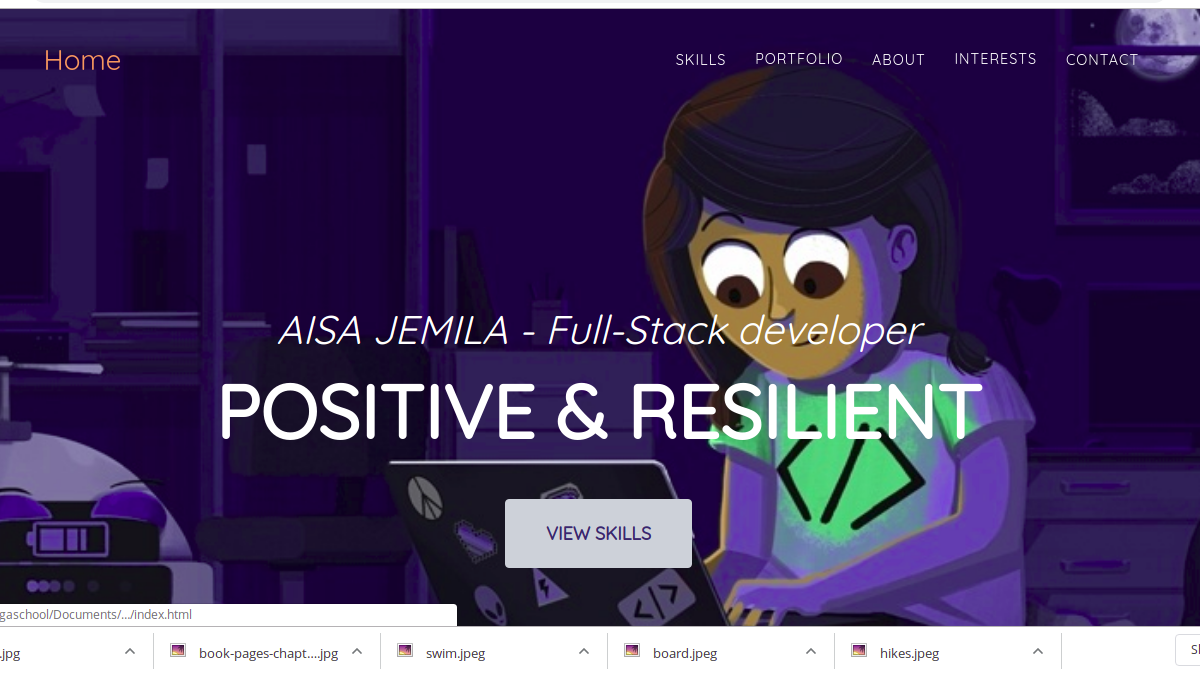 Home
SKILLS PORTFOLIO ABOUT INTERESTS CONTACT
AISA JEMILA - Full-Stack developer
POSITIVE & RESILIENT
</>
VIEW SKILLS
</>
gaschool/Documents/.../index.html
.jpg book-pages-chapt....jpg swim.jpeg board.jpeg hikes.jpeg